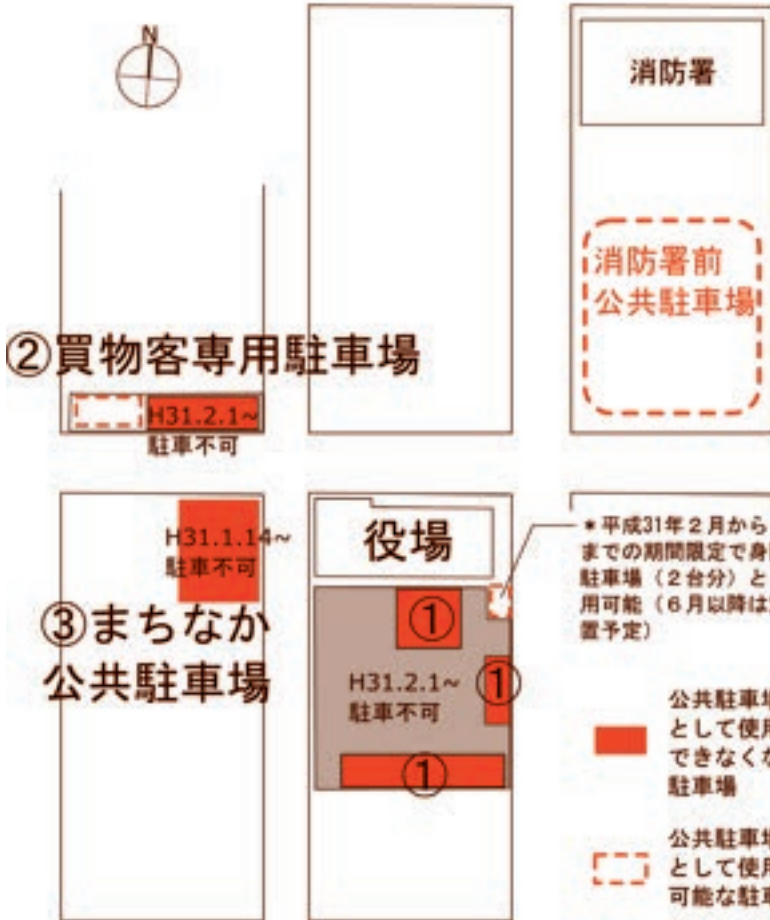 N
消防署
消防署前
公共駐車場
②買物客専用駐車場
H31.2.1~
駐車不可
H31.1.14~
駐車不可
役場
③まちなか
公共駐車場
①
①
H31.2.1~
駐車不可
①
*平成31年2月から
までの期間限定で身
駐車場(2台分)と
用可能(6月以降は
置予定)
公共駐車場
として使用
できなくな
駐車場
公共駐車場
として使用
可能な駐車